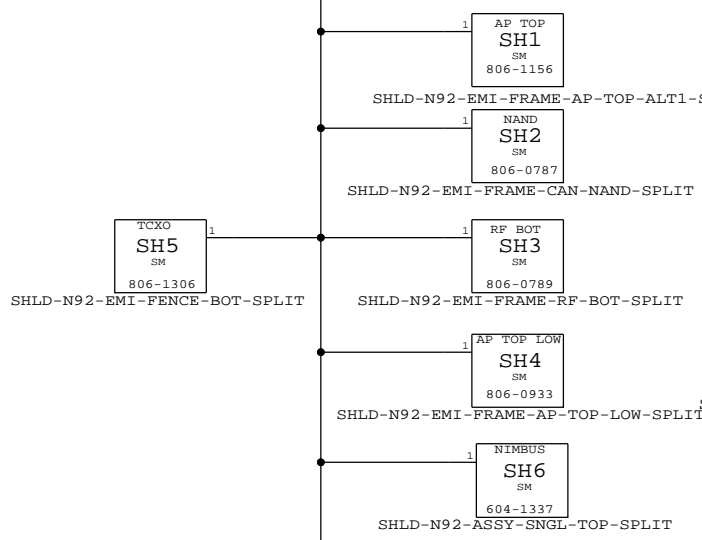 AP TOP
1
SH1
SM
806-1156
SHLD-N92-EMI-FRAME-AP-TOP-ALT1-S
NAND
1
SH2
SM
806-0787
SHLD-N92-EMI-FRAME-CAN-NAND-SPLIT
TCXO
1
SH5
SM
806-1306
SHLD-N92-EMI-FENCE-BOT-SPLIT
RF BOT
1
SH3
SM
806-0789
SHLD-N92-EMI-FRAME-RF-BOT-SPLIT
AP TOP LOW
1
SH4
SM
806-0933
SHLD-N92-EMI-FRAME-AP-TOP-LOW-SPLIT
NIMBUS
1
SH6
SM
604-1337
SHLD-N92-ASSY-SNGL-TOP-SPLIT